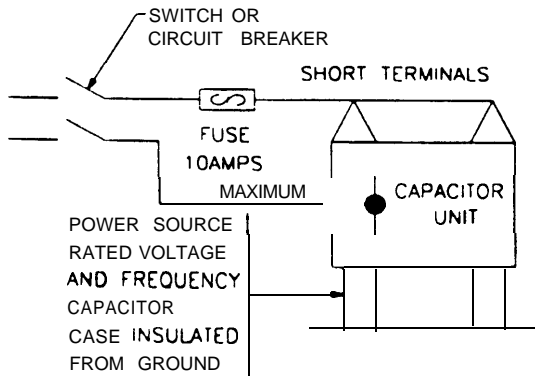 SWITCH OR
CIRCUIT BREAKER
SHORT TERMINALS
FUSE
10AMPS
MAXIMUM
CAPACITOR
UNIT
POWER SOURCE
RATED VOLTAGE
AND FREQUENCY
CAPACITOR
CASE INSULATED
FROM GROUND